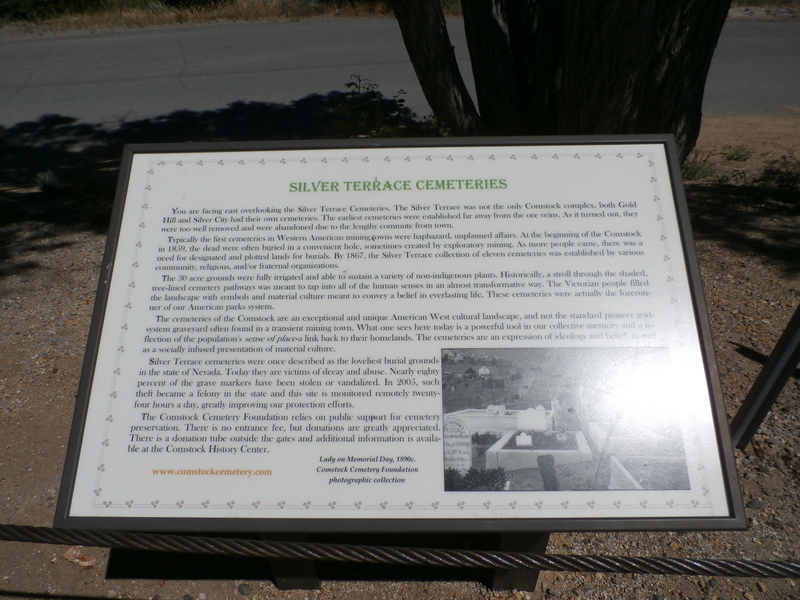 SILVER TERRACE CEMETERIES
You are facing east overlooking the Silver Terrace Cemeteries. The Silver Terrace was not the only Comstock complex, both Gold
Hill and Silver City had their own cemeteries. The earliest cemeteries were established far away from the ore veins. As it turned out, they
were too well removed and were abandoned due to the lengthy commute from town.
Typically the first cemeteries in Western American mining towns were haphazard, unplanned affairs. At the beginning of the Comstock
in 1859, the dead were often buried in a convenient hole, sometimes created by exploratory mining. As more people came, there was a
need for designated and plotted lands for burials. By 1867, the Silver Terrace collection of eleven cemeteries was established by various
community, religious, and/or fraternal organizations.
The 30 acre grounds were fully irrigated and able to sustain a variety of non-indigenous plants. Historically, a stroll through the shaded,
tree-lined cemetery pathways was meant to tap into all of the human senses in an almost transformative way. The Victorian people filled
the landscape with symbols and material culture meant to convey a belief in everlasting life. These cemeteries were actually the forerun-
ner of our American parks system.
The cemeteries of the Comstock are an exceptional and unique American West cultural landscape, and not the standard pioneer grid-
system graveyard often found in a transient mining town. What one sees here today is a powerful tool in our collective memory and a re-
flection of the population's sense of place-a link back to their homelands. The cemeteries are an expression of ideology and belief, as well
as a socially infused presentation of material culture.
Silver Terrace cemeteries were once described as the loveliest burial grounds
in the state of Nevada. Today they are victims of decay and abuse. Nearly eighty
percent of the grave markers have been stolen or vandalized. In 2005, such
theft became a felony in the state and this site is monitored remotely twenty-
four hours a day, greatly improving our protection efforts.
The Comstock Cemetery Foundation relies on public support for cemetery
preservation. There is no entrance fee, but donations are greatly appreciated.
There is a donation tube outside the gates and additional information is availa-
ble at the Comstock History Center.
www.comstockcemetery.com
Lady on Memorial Day, 1890c.
Comstock Cemetery Foundation
photographic collection